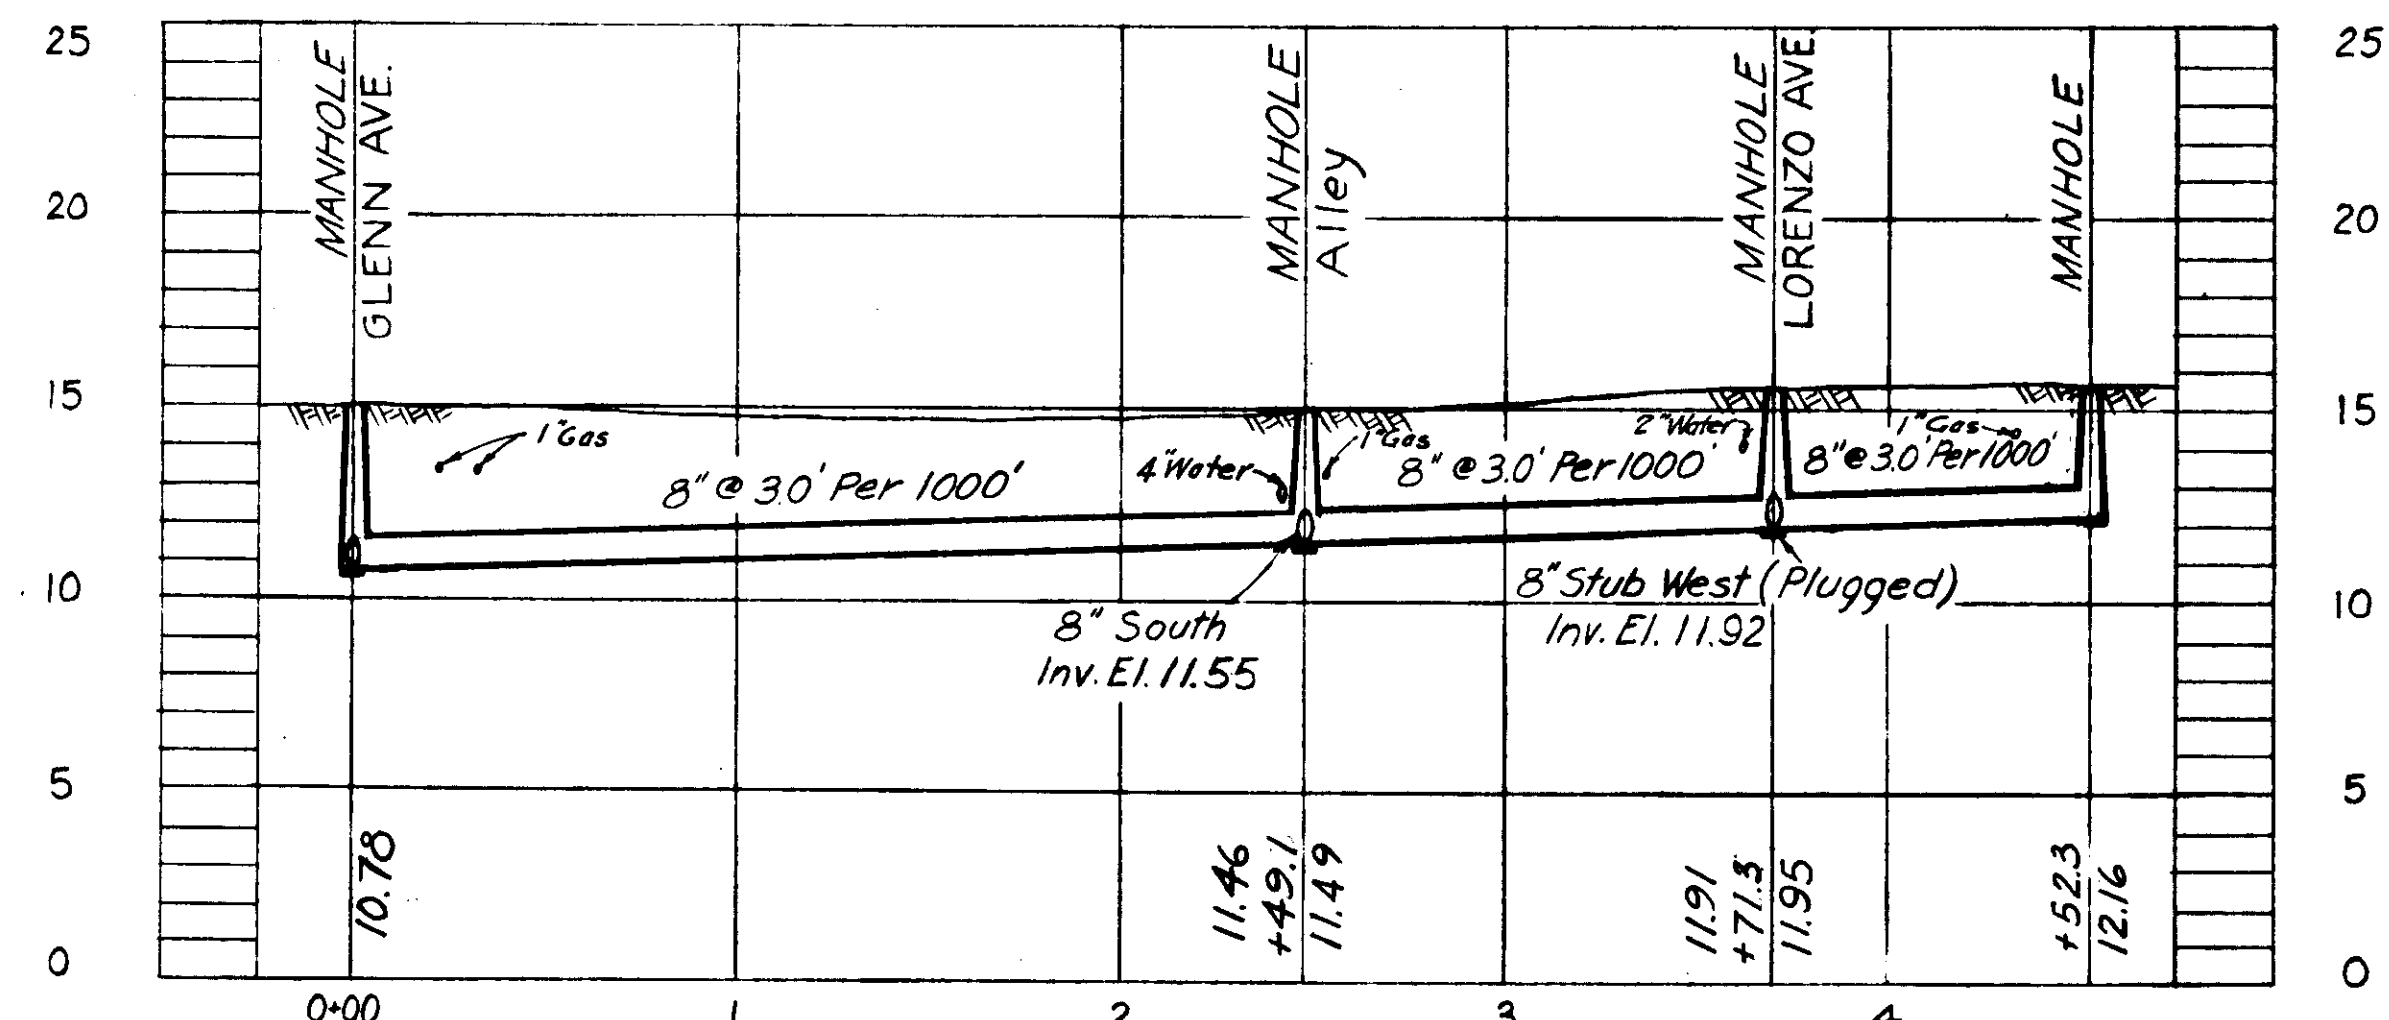 25
20
15
10
5
0
MANHOLE
GLENN AVE.
MANHOLE
Alley
MANHOLE
LORENZO AVE.
MANHOLE
25
20
15
10
5
0
1" Gas
8" @ 3.0' Per 1000'
4" Water
1" Gas
8" @ 3.0' Per 1000'
2" Water
1" Gas
8" @ 3.0' Per 1000'
8" South
Inv. El. 11.55
8" Stub West (Plugged)
Inv. El. 11.92
10.78
11.46
+49.1
11.49
11.91
+71.3
11.95
+52.3
12.16
0+00
1
2
3
4